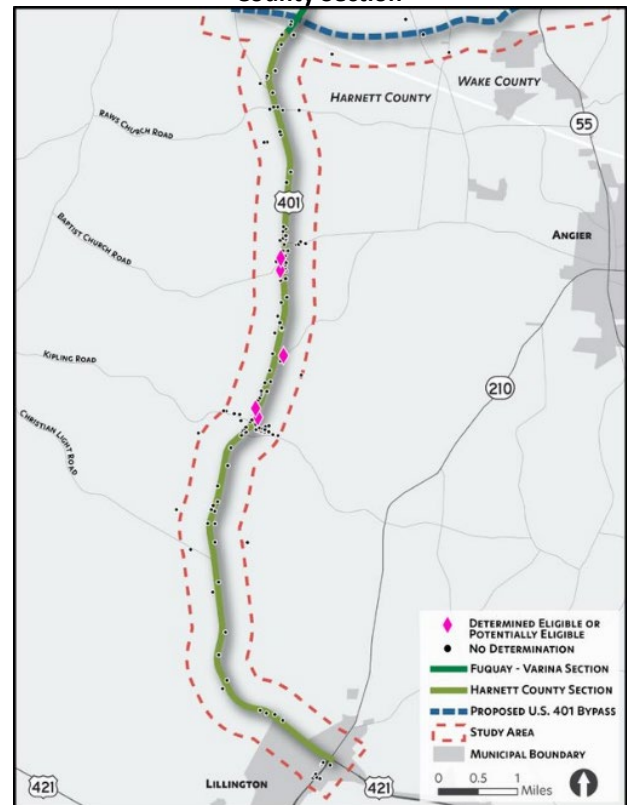 County Section
WAKE COUNTY
HARNETT COUNTY
RAWS CHURCH ROAD
55
401
BAPTIST CHURCH ROAD
ANGIER
KIPLING ROAD
210
CHRISTIAN LIGHT
ROAD
DETERMINED ELIGIBLE OR
POTENTIALLY ELIGIBLE
NO DETERMINATION
FUQUAY - VARINA SECTION
HARNETT COUNTY SECTION
PROPOSED U.S. 401 BYPASS
STUDY AREA
MUNICIPAL BOUNDARY
0 0.5 1
MILES
421
LILLINGTON
421